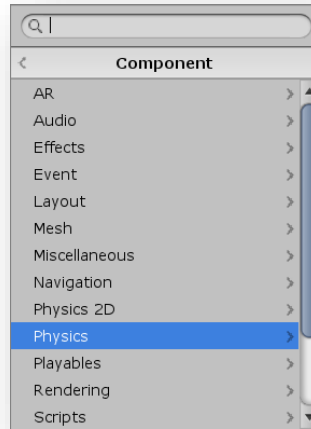 Component
AR
Audio
Effects
Event
Layout
Mesh
Miscellaneous
Navigation
Physics 2D
Physics
Playables
Rendering
Scripts